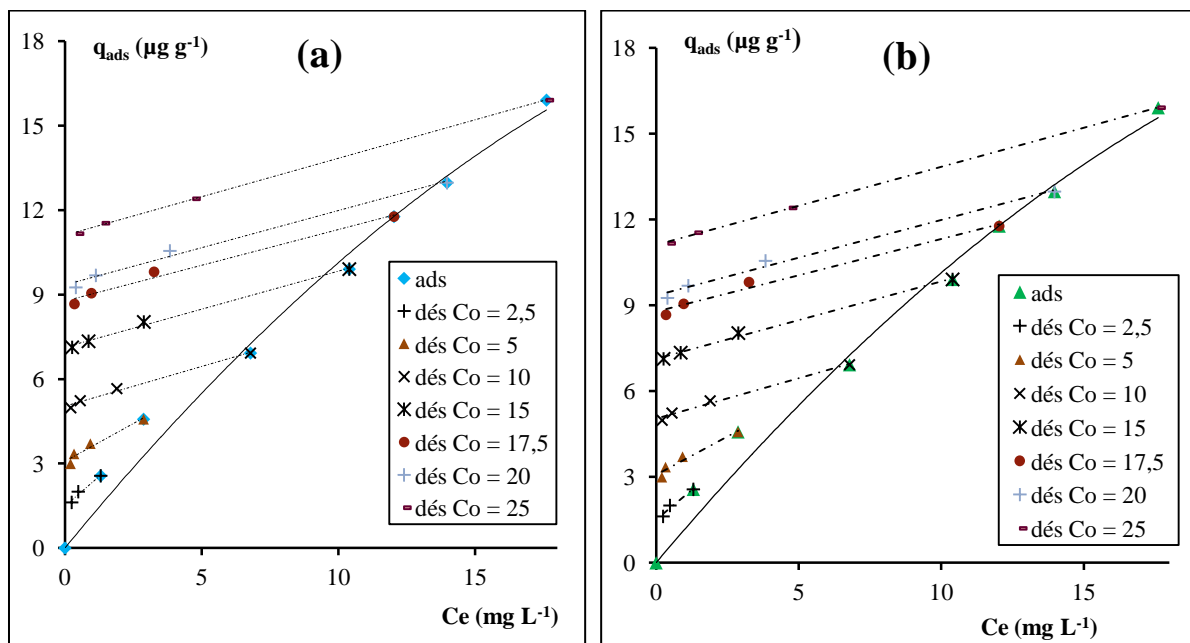 q_ads (µg g⁻¹)
(a)
18
15
12
9
6
3
0
0
5
10
15
Ce (mg L⁻¹)
ads
dés Co = 2,5
dés Co = 5
dés Co = 10
dés Co = 15
dés Co = 17,5
dés Co = 20
dés Co = 25
q_ads (µg g⁻¹)
(b)
18
15
12
9
6
3
0
0
5
10
15
Ce (mg L⁻¹)
ads
dés Co = 2,5
dés Co = 5
dés Co = 10
dés Co = 15
dés Co = 17,5
dés Co = 20
dés Co = 25